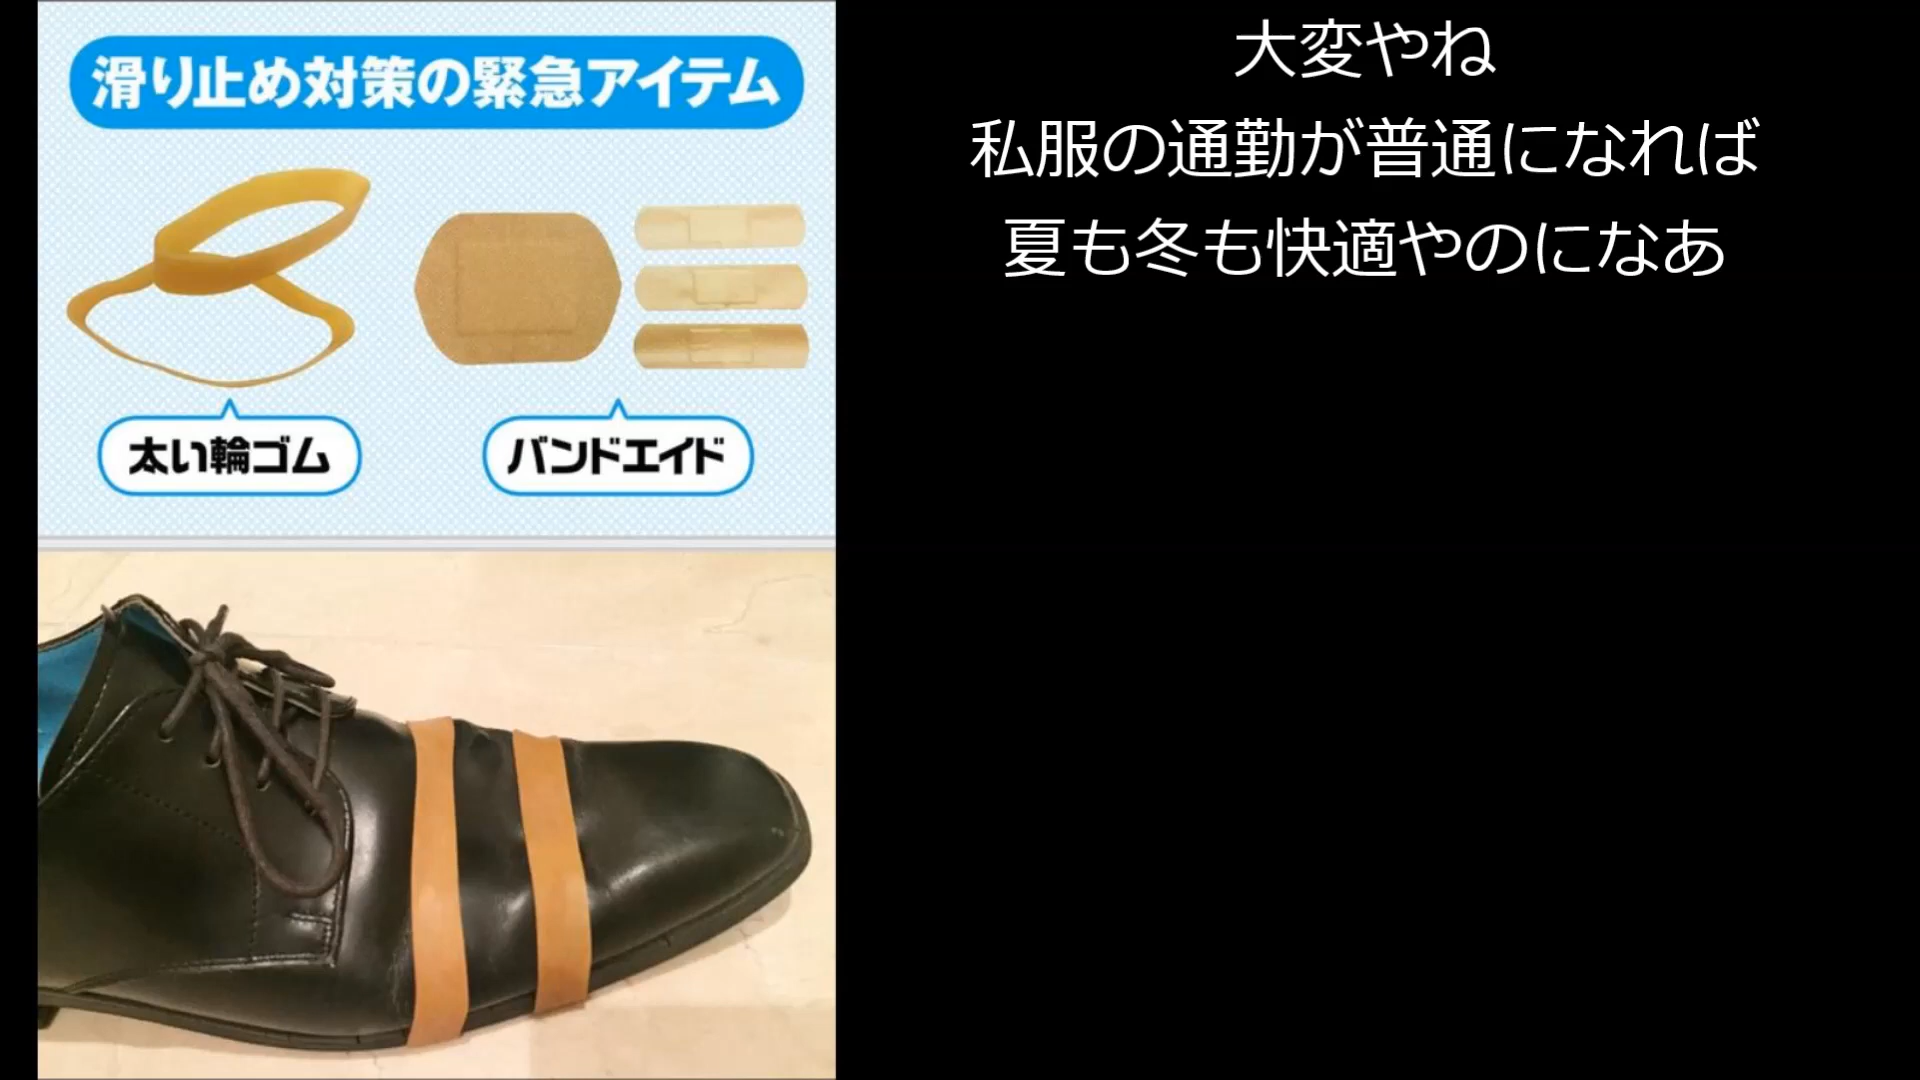 滑り止め対策の緊急アイテム
太い輪ゴム
バンドエイド
大変やね
私服の通勤が普通になれば
夏も冬も快適やのになあ